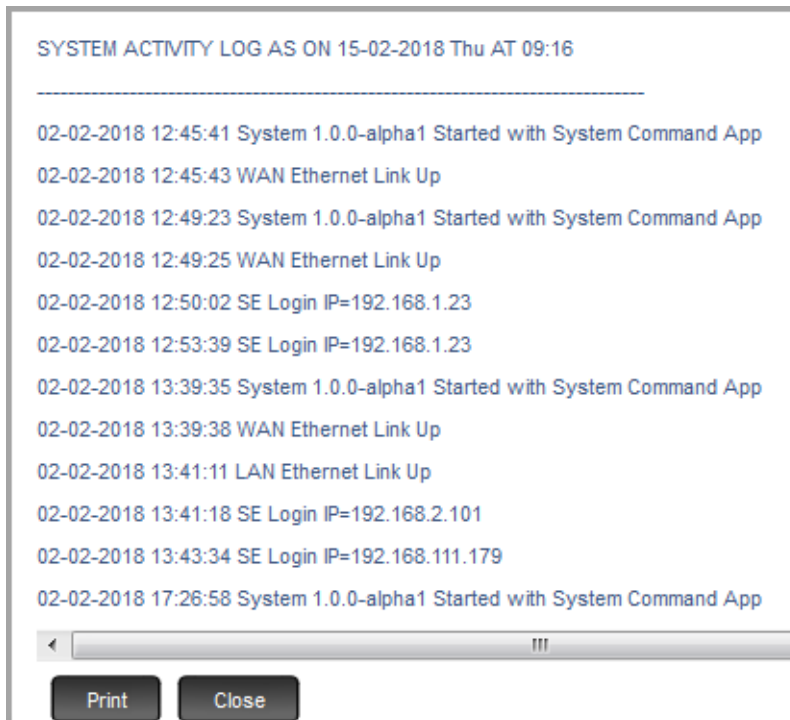 SYSTEM ACTIVITY LOG AS ON 15-02-2018 Thu AT 09:16
--------------------------------------------------------------------------------
02-02-2018 12:45:41 System 1.0.0-alpha1 Started with System Command App
02-02-2018 12:45:43 WAN Ethernet Link Up
02-02-2018 12:49:23 System 1.0.0-alpha1 Started with System Command App
02-02-2018 12:49:25 WAN Ethernet Link Up
02-02-2018 12:50:02 SE Login IP=192.168.1.23
02-02-2018 12:53:39 SE Login IP=192.168.1.23
02-02-2018 13:39:35 System 1.0.0-alpha1 Started with System Command App
02-02-2018 13:39:38 WAN Ethernet Link Up
02-02-2018 13:41:11 LAN Ethernet Link Up
02-02-2018 13:41:18 SE Login IP=192.168.2.101
02-02-2018 13:43:34 SE Login IP=192.168.111.179
02-02-2018 17:26:58 System 1.0.0-alpha1 Started with System Command App
Print Close